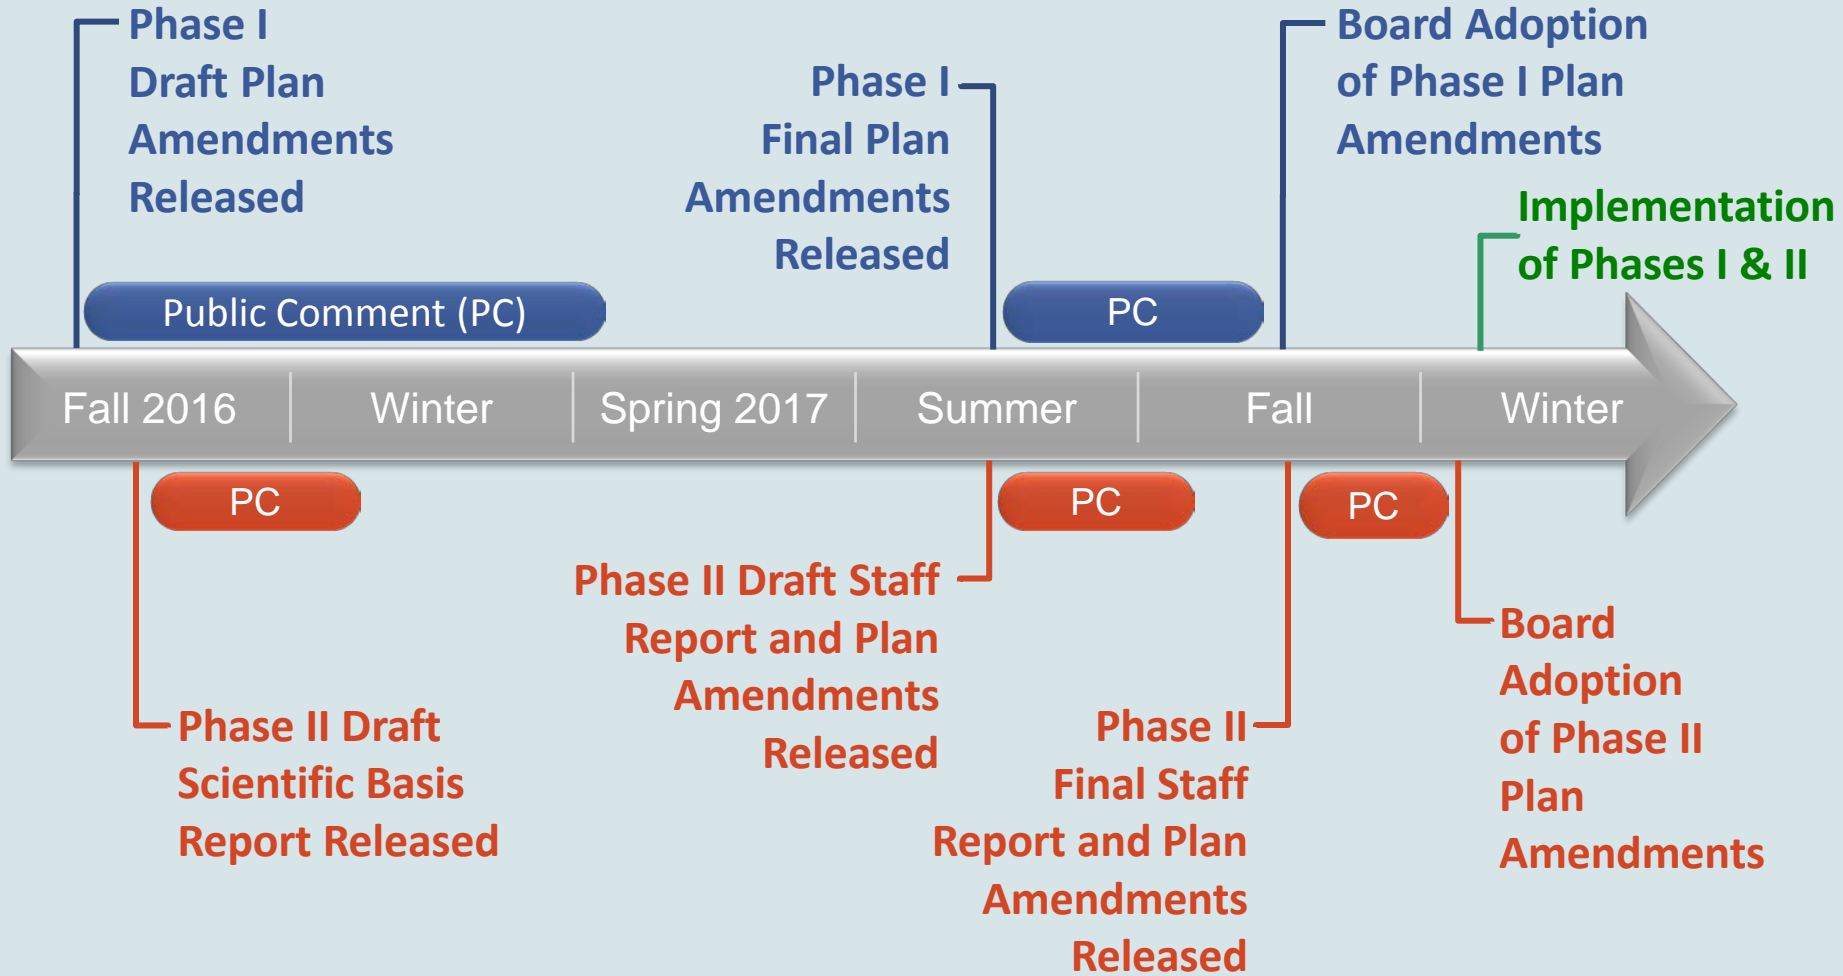 Phase I
Draft Plan
Amendments
Released
Phase I
Final Plan
Amendments
Released
Board Adoption
of Phase I Plan
Amendments
Implementation
of Phases I & II
Public Comment (PC)
PC
Fall 2016
Winter
Spring 2017
Summer
Fall
Winter
PC
PC
PC
Phase II Draft
Scientific Basis
Report Released
Phase II Draft Staff
Report and Plan
Amendments
Released
Phase II
Final Staff
Report and Plan
Amendments
Released
Board
Adoption
of Phase II
Plan
Amendments